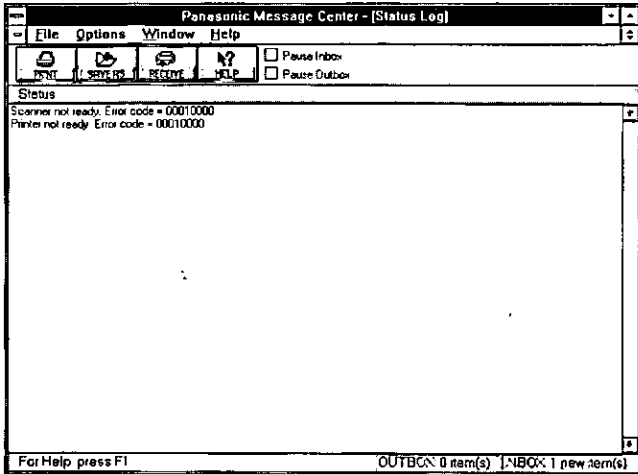 Panasonic Message Center - [Status Log]
File Options Window Help
PRINT SAVE AS RECEIVE HELP
Pause Inbox
Pause Outbox
Status
Scanner not ready. Error code = 00010000
Printer not ready. Error code = 00010000
For Help press F1 OUTBOX 0 item(s) INBOX 1 new item(s)